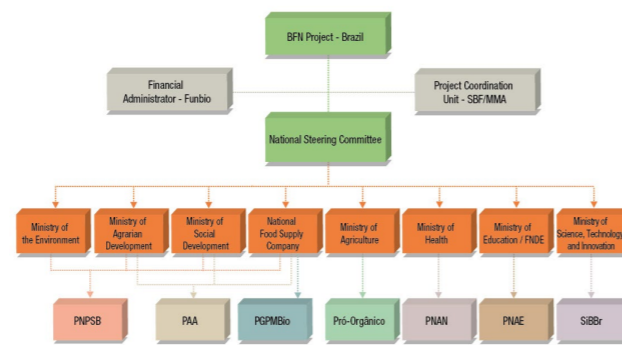 BFN Project - Brazil
Financial
Administrator - Funbio
Project Coordination
Unit - SBF/MMA
National Steering Committee
Ministry of
the Environment
Ministry of
Agrarian
Development
Ministry of
Social
Development
National
Food Supply
Company
Ministry of
Agriculture
Ministry of
Health
Ministry of
Education / FNDE
Ministry of
Science, Technology
and Innovation
PNPSB
PAA
PGPMBio
Pró-Orgânico
PNAN
PNAE
SiBBr